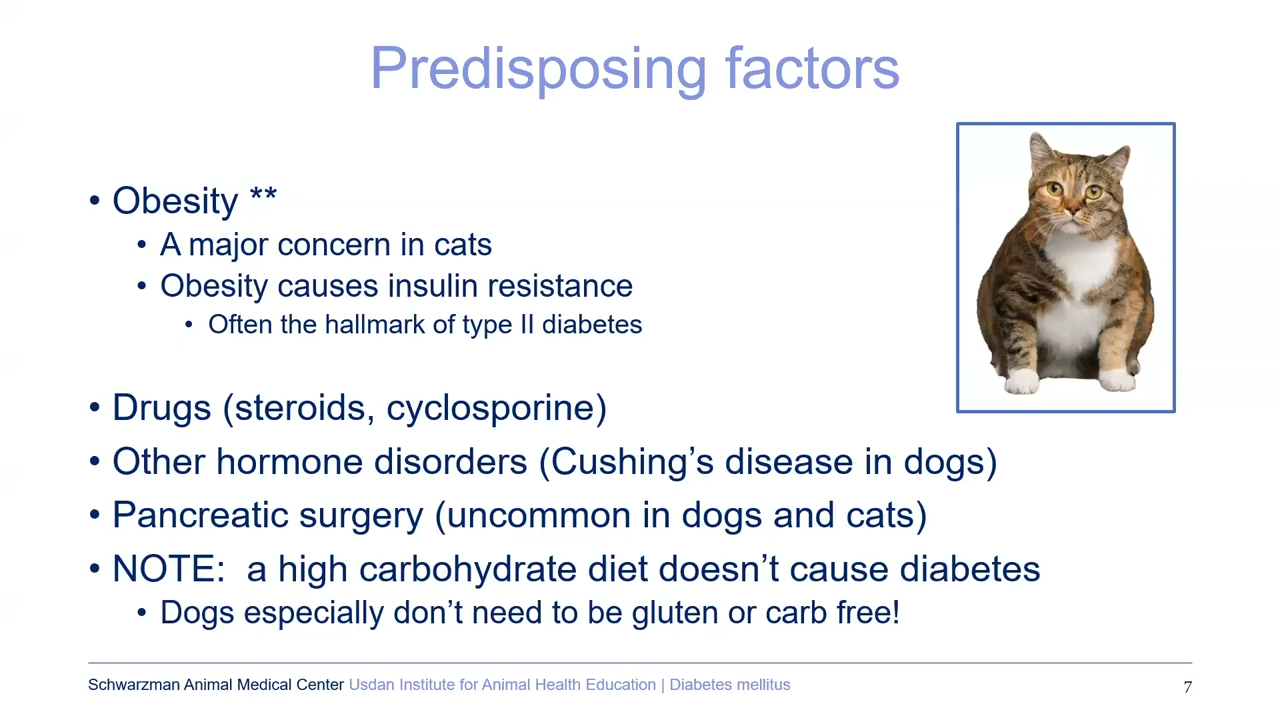 Predisposing factors
• Obesity **
• A major concern in cats
• Obesity causes insulin resistance
• Often the hallmark of type II diabetes
• Drugs (steroids, cyclosporine)
• Other hormone disorders (Cushing’s disease in dogs)
• Pancreatic surgery (uncommon in dogs and cats)
• NOTE:  a high carbohydrate diet doesn’t cause diabetes
• Dogs especially don’t need to be gluten or carb free!
Schwarzman Animal Medical Center Usdan Institute for Animal Health Education | Diabetes mellitus
7